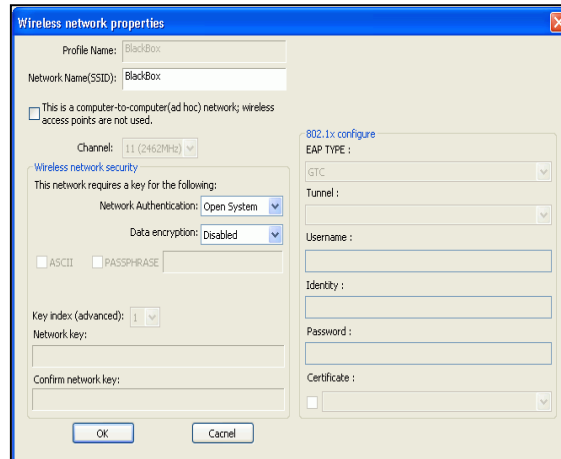 Wireless network properties
Profile Name: BlackBox
Network Name(SSID): BlackBox
This is a computer-to-computer(ad hoc) network; wireless
access points are not used.
Channel: 11 (2462MHz)
Wireless network security
This network requires a key for the following:
Network Authentication: Open System
Data encryption: Disabled
ASCII PASSPHRASE
Key index (advanced): 1
Network key:
Confirm network key:
OK Cacnel
802.1x configure
EAP TYPE :
GTC
Tunnel :
Username :
Identity :
Password :
Certificate :